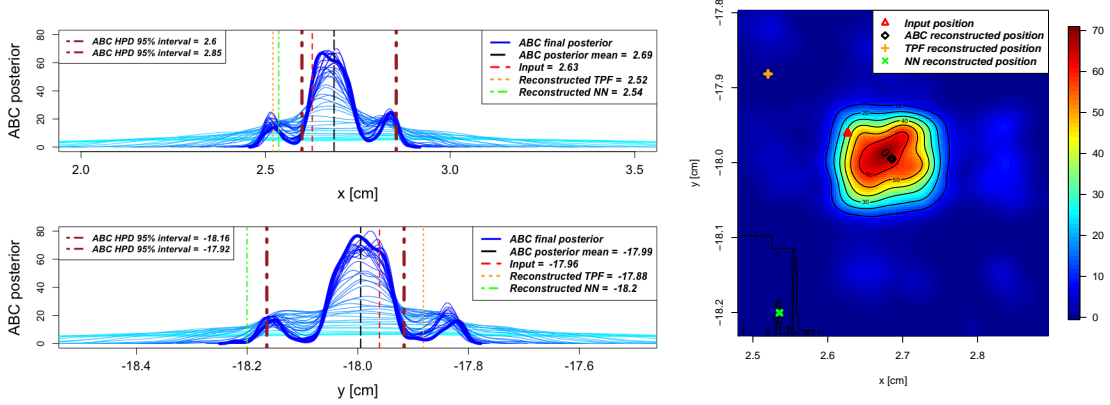 ABC posterior
80
60
40
20
0
ABC HPD 95% interval = 2.6
ABC HPD 95% interval = 2.85
ABC final posterior
ABC posterior mean = 2.69
Input = 2.63
Reconstructed TPF = 2.52
Reconstructed NN = 2.54
2.0 2.5 3.0 3.5
x [cm]
ABC posterior
80
60
40
20
0
ABC HPD 95% interval = -18.16
ABC HPD 95% interval = -17.92
ABC final posterior
ABC posterior mean = -17.99
Input = -17.96
Reconstructed TPF = -17.88
Reconstructed NN = -18.2
-18.4 -18.2 -18.0 -17.8 -17.6
y [cm]
y [cm]
-17.8
-17.9
-18.0
-18.1
-18.2
Input position
ABC reconstructed position
TPF reconstructed position
NN reconstructed position
10
40
50
30
2.5 2.6 2.7 2.8
x [cm]
70
60
50
40
30
20
10
0